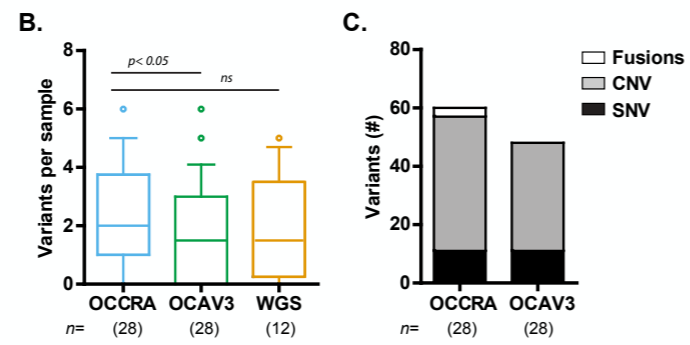 B.
Variants per sample
8
6
4
2
0
p< 0.05
ns
OCCRA OCAV3 WGS
n= (28) (28) (12)
C.
Variants (#)
80
60
40
20
0
Fusions
CNV
SNV
OCCRA OCAV3
n= (28) (28)